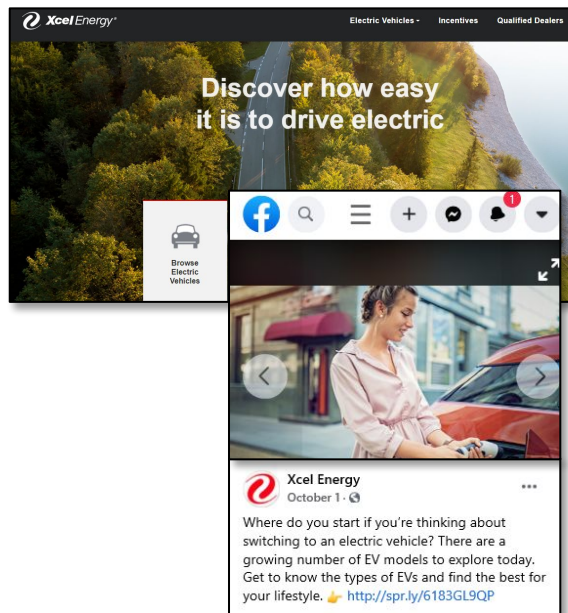 Xcel Energy®
Electric Vehicles
Incentives
Qualified Dealers
Discover how easy
it is to drive electric
Browse
Electric
Vehicles
1
Xcel Energy
October 1 ·
Where do you start if you're thinking about
switching to an electric vehicle? There are a
growing number of EV models to explore today.
Get to know the types of EVs and find the best for
your lifestyle. 👉 http://spr.ly/6183GL9QP